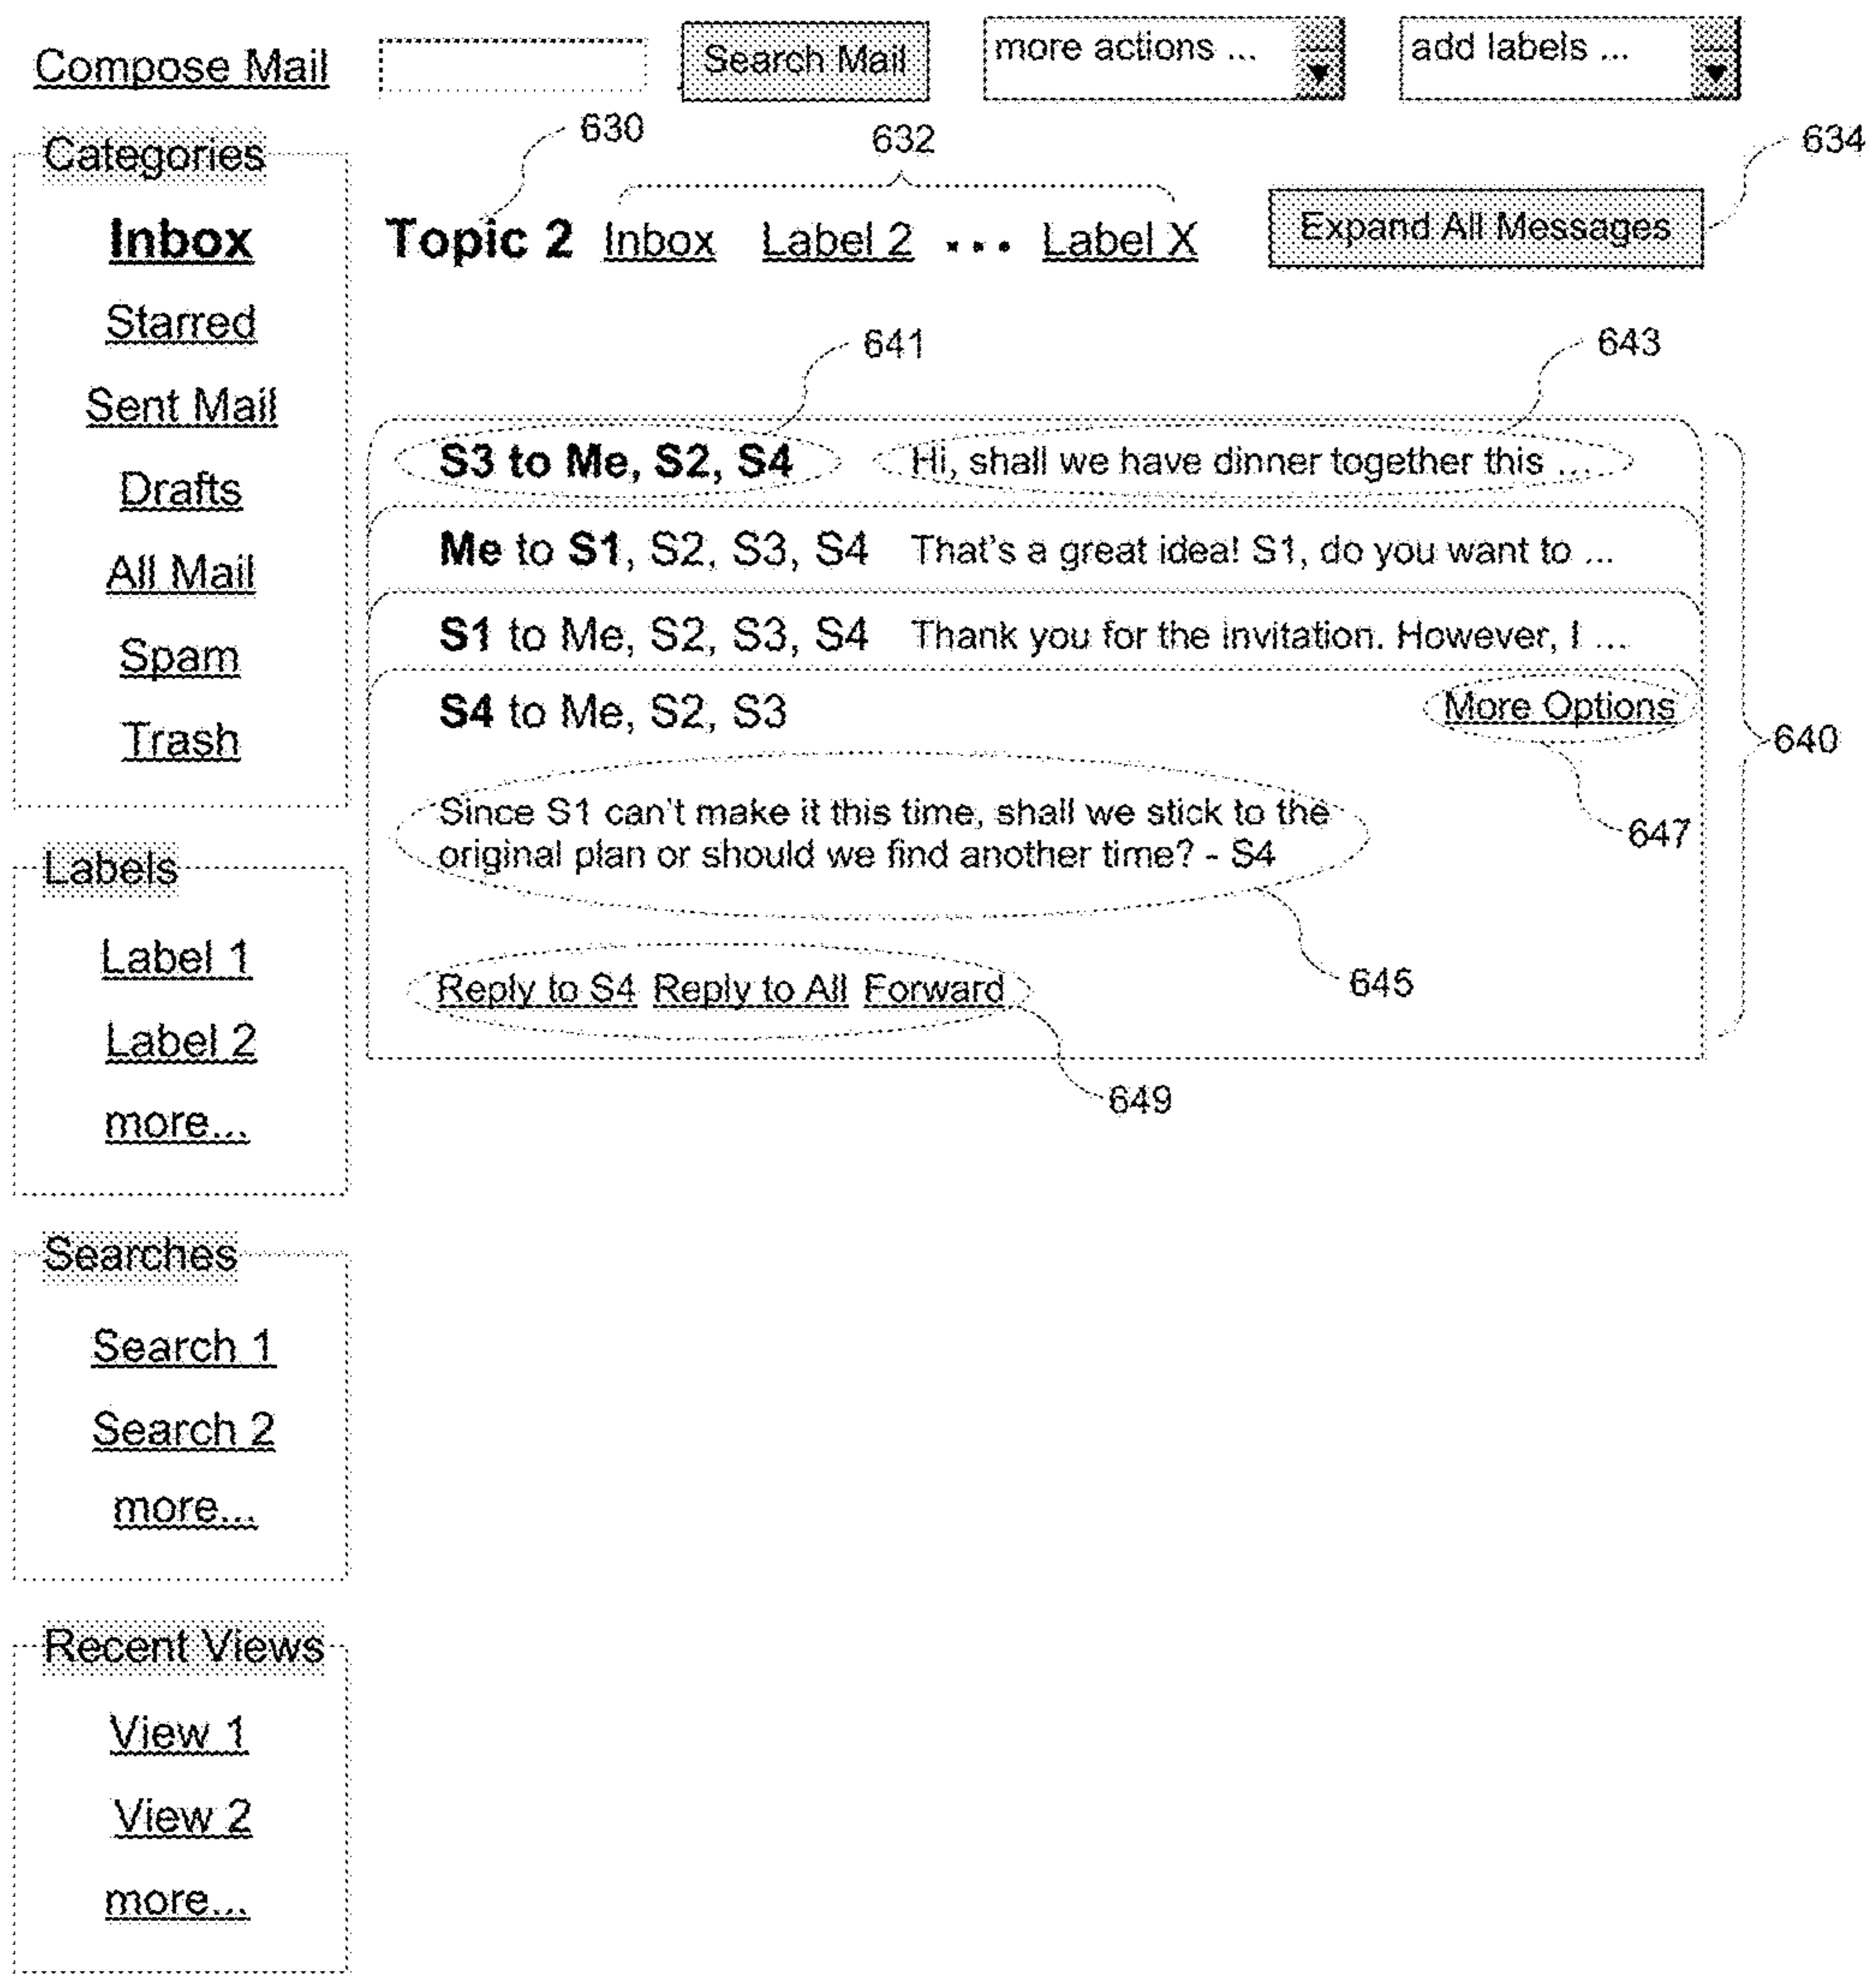 Compose Mail
Search Mail
more actions ...
add labels ...
630
632
634
Categories
Inbox
Starred
Sent Mail
Drafts
All Mail
Spam
Trash
Topic 2 Inbox Label 2 ... Label X
Expand All Messages
641
643
S3 to Me, S2, S4 Hi, shall we have dinner together this ...
Me to S1, S2, S3, S4 That's a great idea! S1, do you want to ...
S1 to Me, S2, S3, S4 Thank you for the invitation. However, I ...
S4 to Me, S2, S3 More Options
640
647
Since S1 can't make it this time, shall we stick to the
original plan or should we find another time? - S4
645
Reply to S4 Reply to All Forward
649
Labels
Label 1
Label 2
more...
Searches
Search 1
Search 2
more...
Recent Views
View 1
View 2
more...